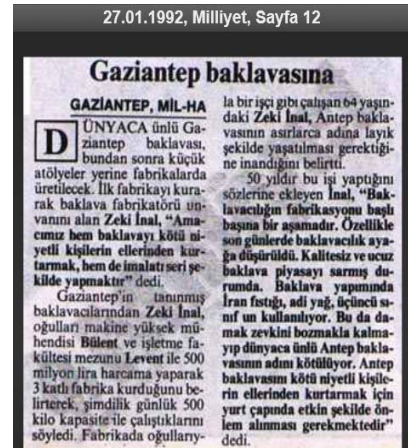 27.01.1992, Milliyet, Sayfa 12
Gaziantep baklavasına
GAZİANTEP, MİL-HA
DÜNYACA ünlü Ga-
ziantep baklavası,
bundan sonra küçük
atölyeler yerine fabrikalarda
üretilecek. İlk fabrikayı kura-
rak baklava fabrikatörü un-
vanını alan Zeki İnal, “Ama-
cımız hem baklavayı kötü ni-
yetli kişilerin ellerinden kur-
tarmak, hem de imalatı seri şe-
kilde yapmaktır” dedi.
Gaziantep'in tanınmış
baklavacılarından Zeki İnal,
oğulları makine yüksek mü-
hendisi Bülent ve işletme fa-
kültesi mezunu Levent ile 500
milyon lira harcama yaparak
3 katlı fabrika kurduğunu be-
lirterek, şimdilik günlük 500
kilo kapasite ile çalıştıklarını
söyledi. Fabrikada oğullarıy-
la bir işçi gibi çalışan 64 yaşın-
daki Zeki İnal, Antep bakla-
vasının asırlarca adına layık
şekilde yaşatılması gerektiği-
ne inandığını belirtti.
50 yıldır bu işi yaptığını
sözlerine ekleyen İnal, “Bak-
lavacılığın fabrikasyonu başlı
başına bir aşamadır. Özellikle
son günlerde baklavacılık aya-
ğa düşürüldü. Kalitesiz ve ucuz
baklava piyasayı sarmış du-
rumda. Baklava yapımında
İran fıstığı, adi yağ, üçüncü sı-
nıf un kullanılıyor. Bu da da-
mak zevkini bozmakla kalma-
yıp dünyaca ünlü Antep bakla-
vasının adını kötülüyor. Antep
baklavasını kötü niyetli kişile-
rin ellerinden kurtarmak için
yurt çapında etkin şekilde ön-
lem alınması gerekmektedir”
dedi.